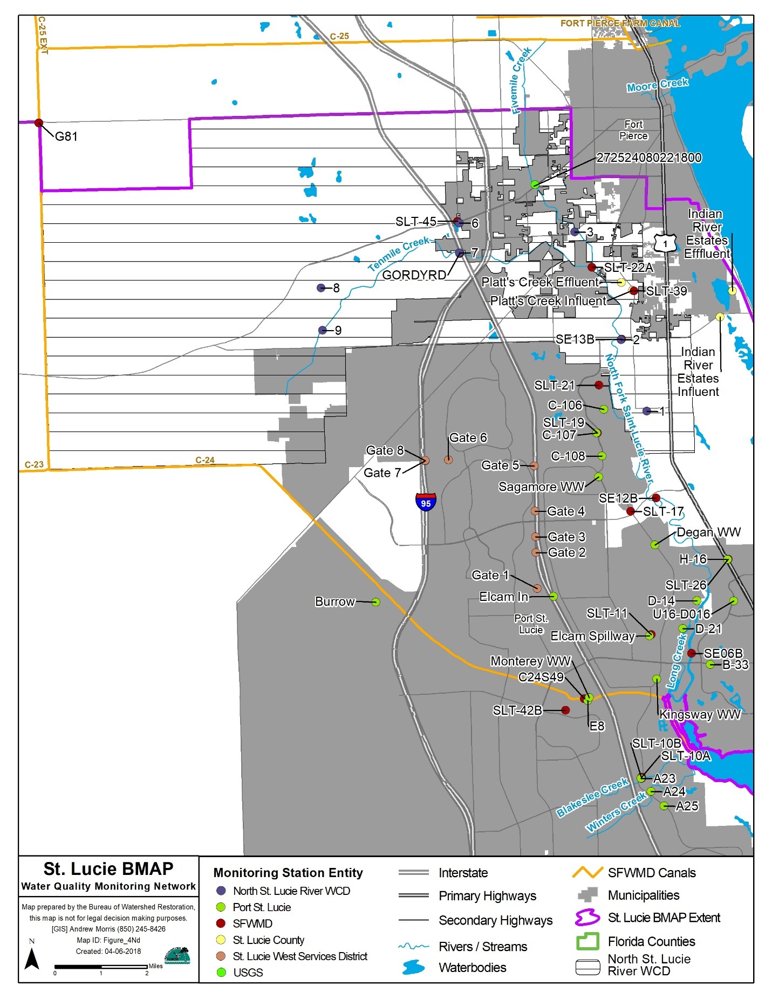 C-25 EXT
C-25
FORT PIERCE FARM CANAL
Fivemile Creek
Moore Creek
G81
Fort
Pierce
272524080221800
SLT-45
6
3
Indian
River
Estates
Efffluent
1
Tenmile Creek
7
GORDYRD
SLT-22A
Platt's Creek Effluent
8
SLT-39
Platt's Creek Influent
9
SE13B
2
Indian
River
Estates
Influent
North Fork Saint Lucie River
SLT-21
C-106
1
SLT-19
C-107
Gate 6
Gate 8
C-108
C-23
C-24
Gate 5
Gate 7
Sagamore WW
95
SE12B
Gate 4
SLT-17
Degan WW
Gate 3
Gate 2
H-16
Gate 1
SLT-26
Elcam In
Burrow
D-14
SLT-11
U16-D016
Port St.
Lucie
D-21
Elcam Spillway
Long Creek
SE06B
Monterey WW
B-33
C24S49
SLT-42B
Kingsway WW
E8
SLT-10B
SLT-10A
A23
Blakeslee Creek
A24
Winters Creek
A25
St. Lucie BMAP
Water Quality Monitoring Network
Map prepared by the Bureau of Watershed Restoration,
this map is not for legal decision making purposes.
[GIS] Andrew Morris (850) 245-8426
Map ID: Figure_4Nd
Created: 04-06-2018
N
Miles
0 1 2
Monitoring Station Entity
North St. Lucie River WCD
Port St. Lucie
SFWMD
St. Lucie County
St. Lucie West Services District
USGS
Interstate
Primary Highways
Secondary Highways
Rivers / Streams
Waterbodies
SFWMD Canals
Municipalities
St. Lucie BMAP Extent
Florida Counties
North St. Lucie
River WCD